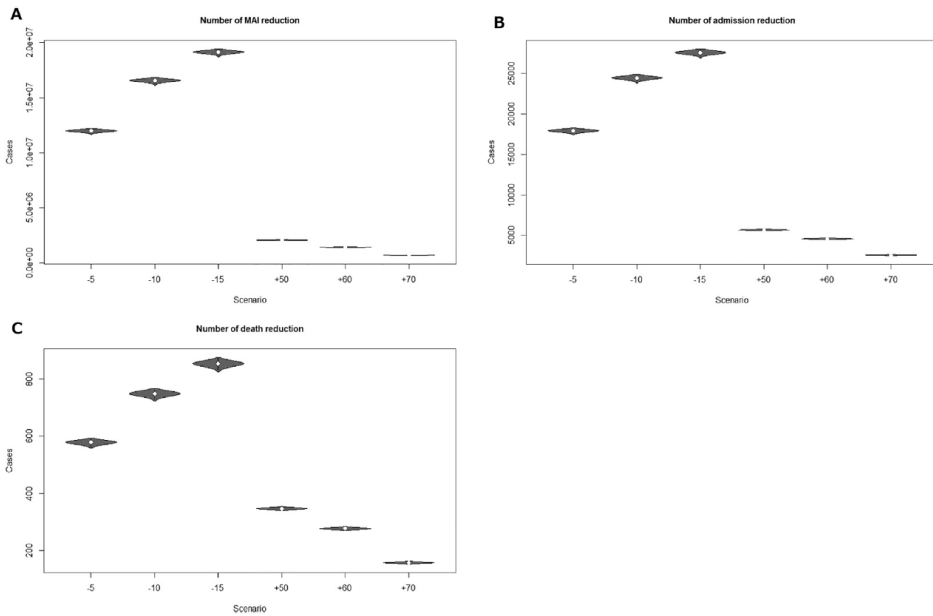 A
Number of MAI reduction
2.0e+07
1.5e+07
1.0e+07
5.0e+06
0.0e+00
Cases
-5 -10 -15 +50 +60 +70
Scenario
B
Number of admission reduction
25000
20000
15000
10000
5000
Cases
-5 -10 -15 +50 +60 +70
Scenario
C
Number of death reduction
800
600
400
200
Cases
-5 -10 -15 +50 +60 +70
Scenario